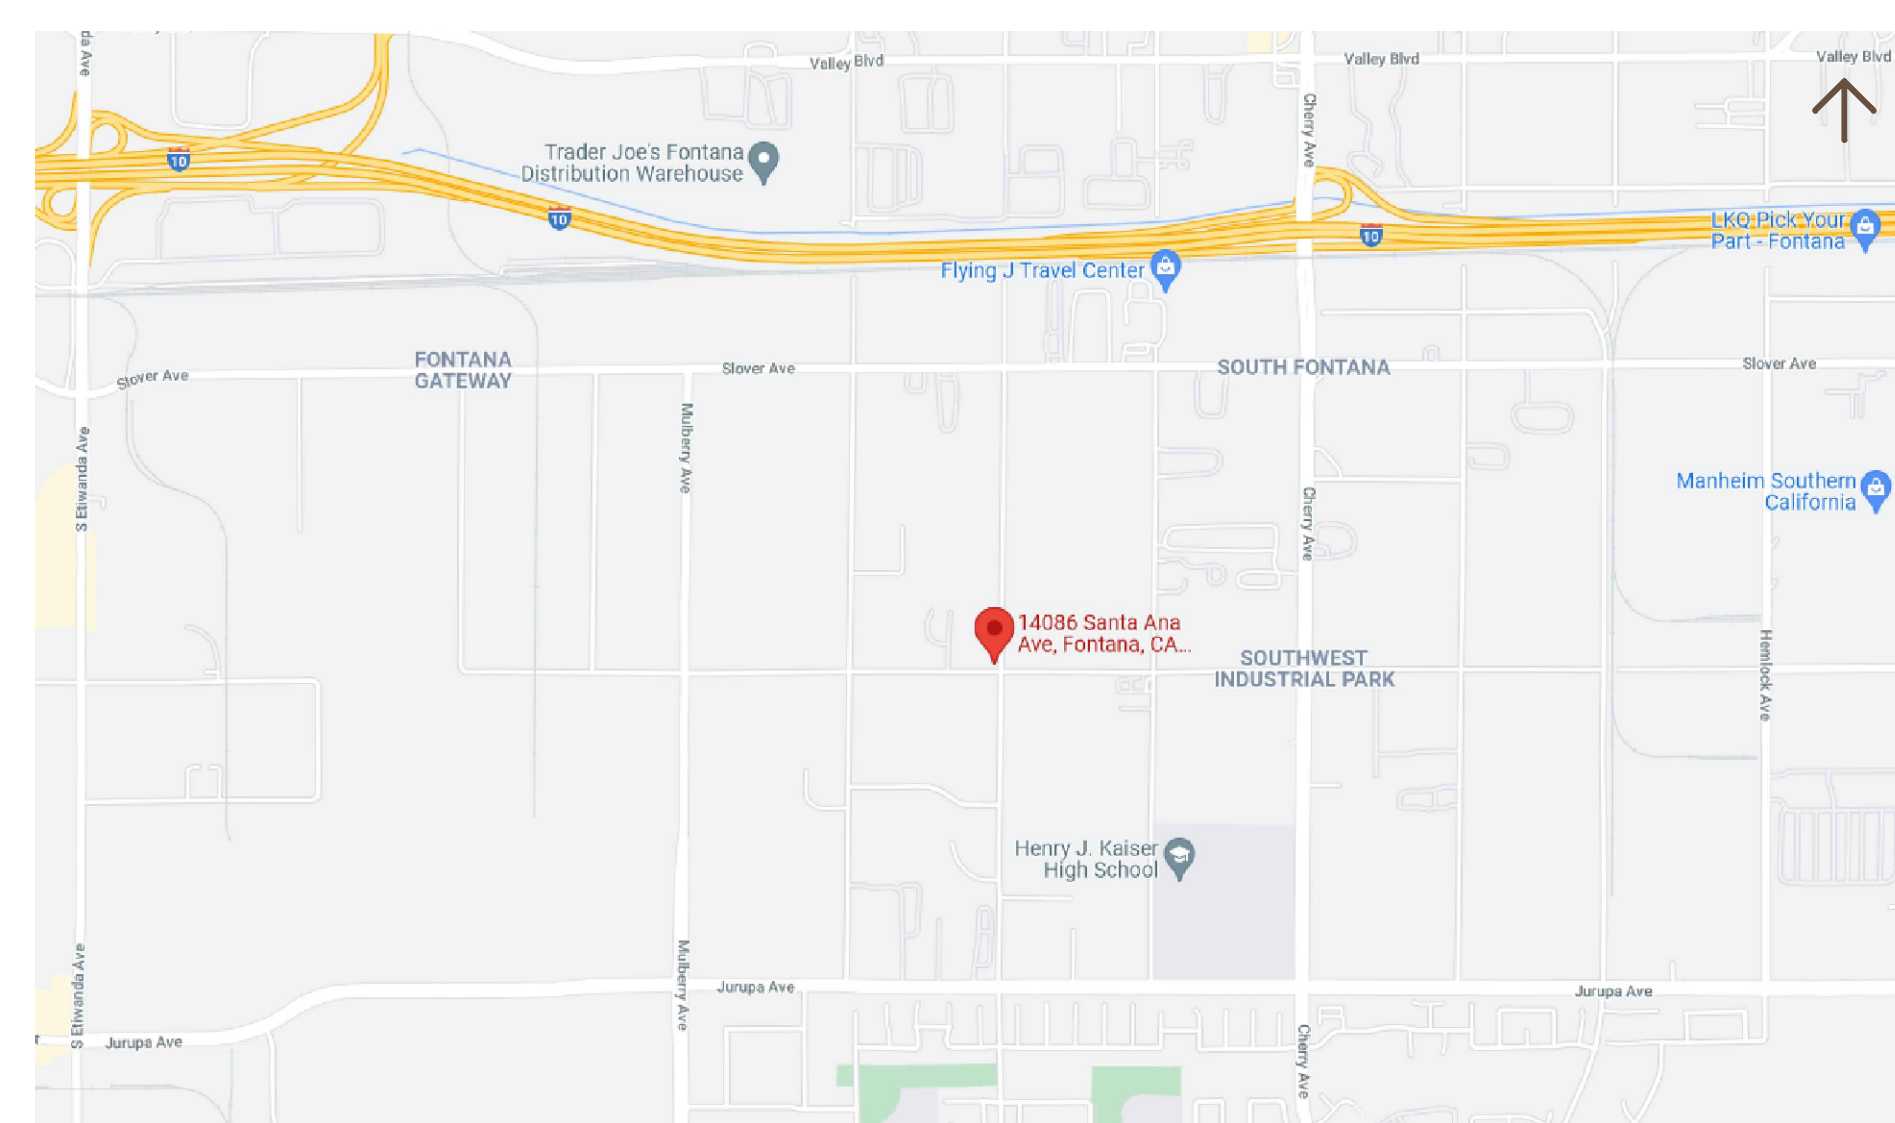 da Ave
Valley Blvd
Valley Blvd
Valley Blvd
Cherry Ave
10
Trader Joe's Fontana
Distribution Warehouse
10
10
LKQ Pick Your
Part - Fontana
Flying J Travel Center
FONTANA
GATEWAY
Slover Ave
Slover Ave
SOUTH FONTANA
Slover Ave
S Etiwanda Ave
Mulberry Ave
Cherry Ave
Manheim Southern
California
14086 Santa Ana
Ave, Fontana, CA...
SOUTHWEST
INDUSTRIAL PARK
Hemlock Ave
Henry J. Kaiser
High School
S Etiwanda Ave
Mulberry Ave
Jurupa Ave
Jurupa Ave
Jurupa Ave
Cherry Ave